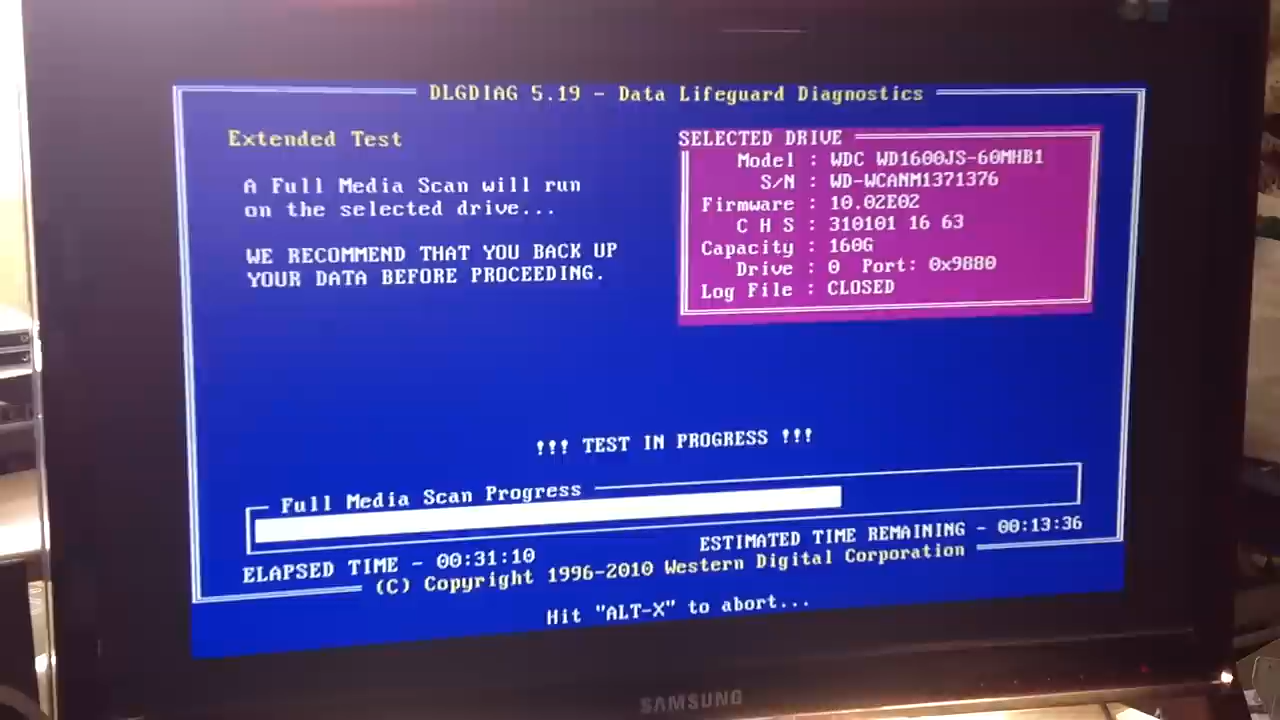 DLGDIAG 5.19 - Data Lifeguard Diagnostics
Extended Test
A Full Media Scan will run
on the selected drive...
WE RECOMMEND THAT YOU BACK UP
YOUR DATA BEFORE PROCEEDING.
SELECTED DRIVE
Model : WDC WD1600JS-60MHB1
S/N : WD-WCANM1371376
Firmware : 10.02E02
C H S : 310101 16 63
Capacity : 160G
Drive : 0 Port: 0x9880
Log File : CLOSED
!!! TEST IN PROGRESS !!!
Full Media Scan Progress
ELAPSED TIME - 00:31:10
ESTIMATED TIME REMAINING - 00:13:36
(C) Copyright 1996-2010 Western Digital Corporation
Hit "ALT-X" to abort...
SAMSUNG